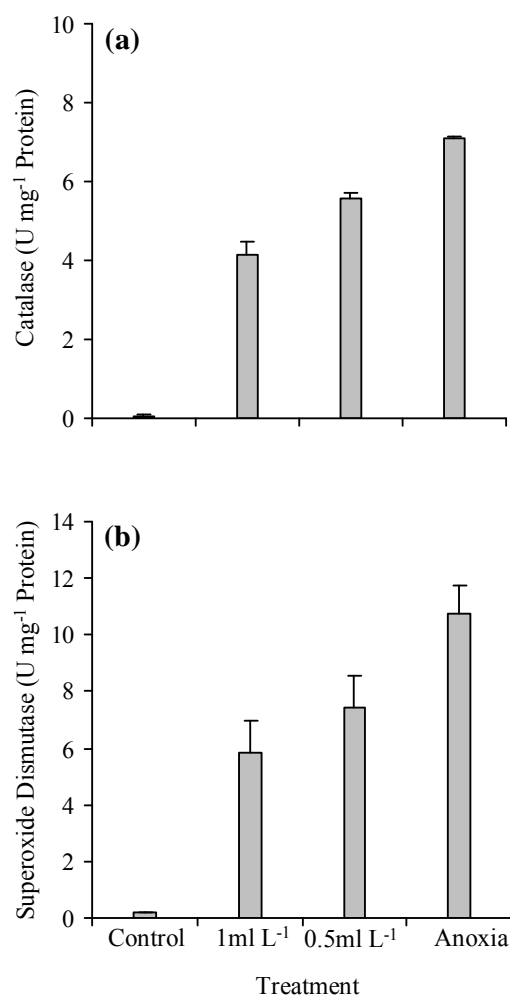 (a)
Catalase (U mg⁻¹ Protein)
10
8
6
4
2
0
(b)
Superoxide Dismutase (U mg⁻¹ Protein)
14
12
10
8
6
4
2
0
Control 1ml L⁻¹ 0.5ml L⁻¹ Anoxia
Treatment